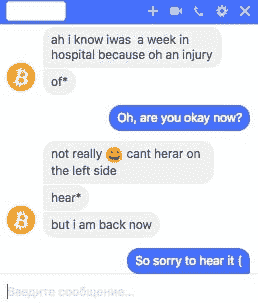 ah i know iwas a week in
hospital because oh an injury
of*
Oh, are you okay now?
not really 😀 cant herar on
the left side
hear*
but i am back now
So sorry to hear it (
Введите сообщение...